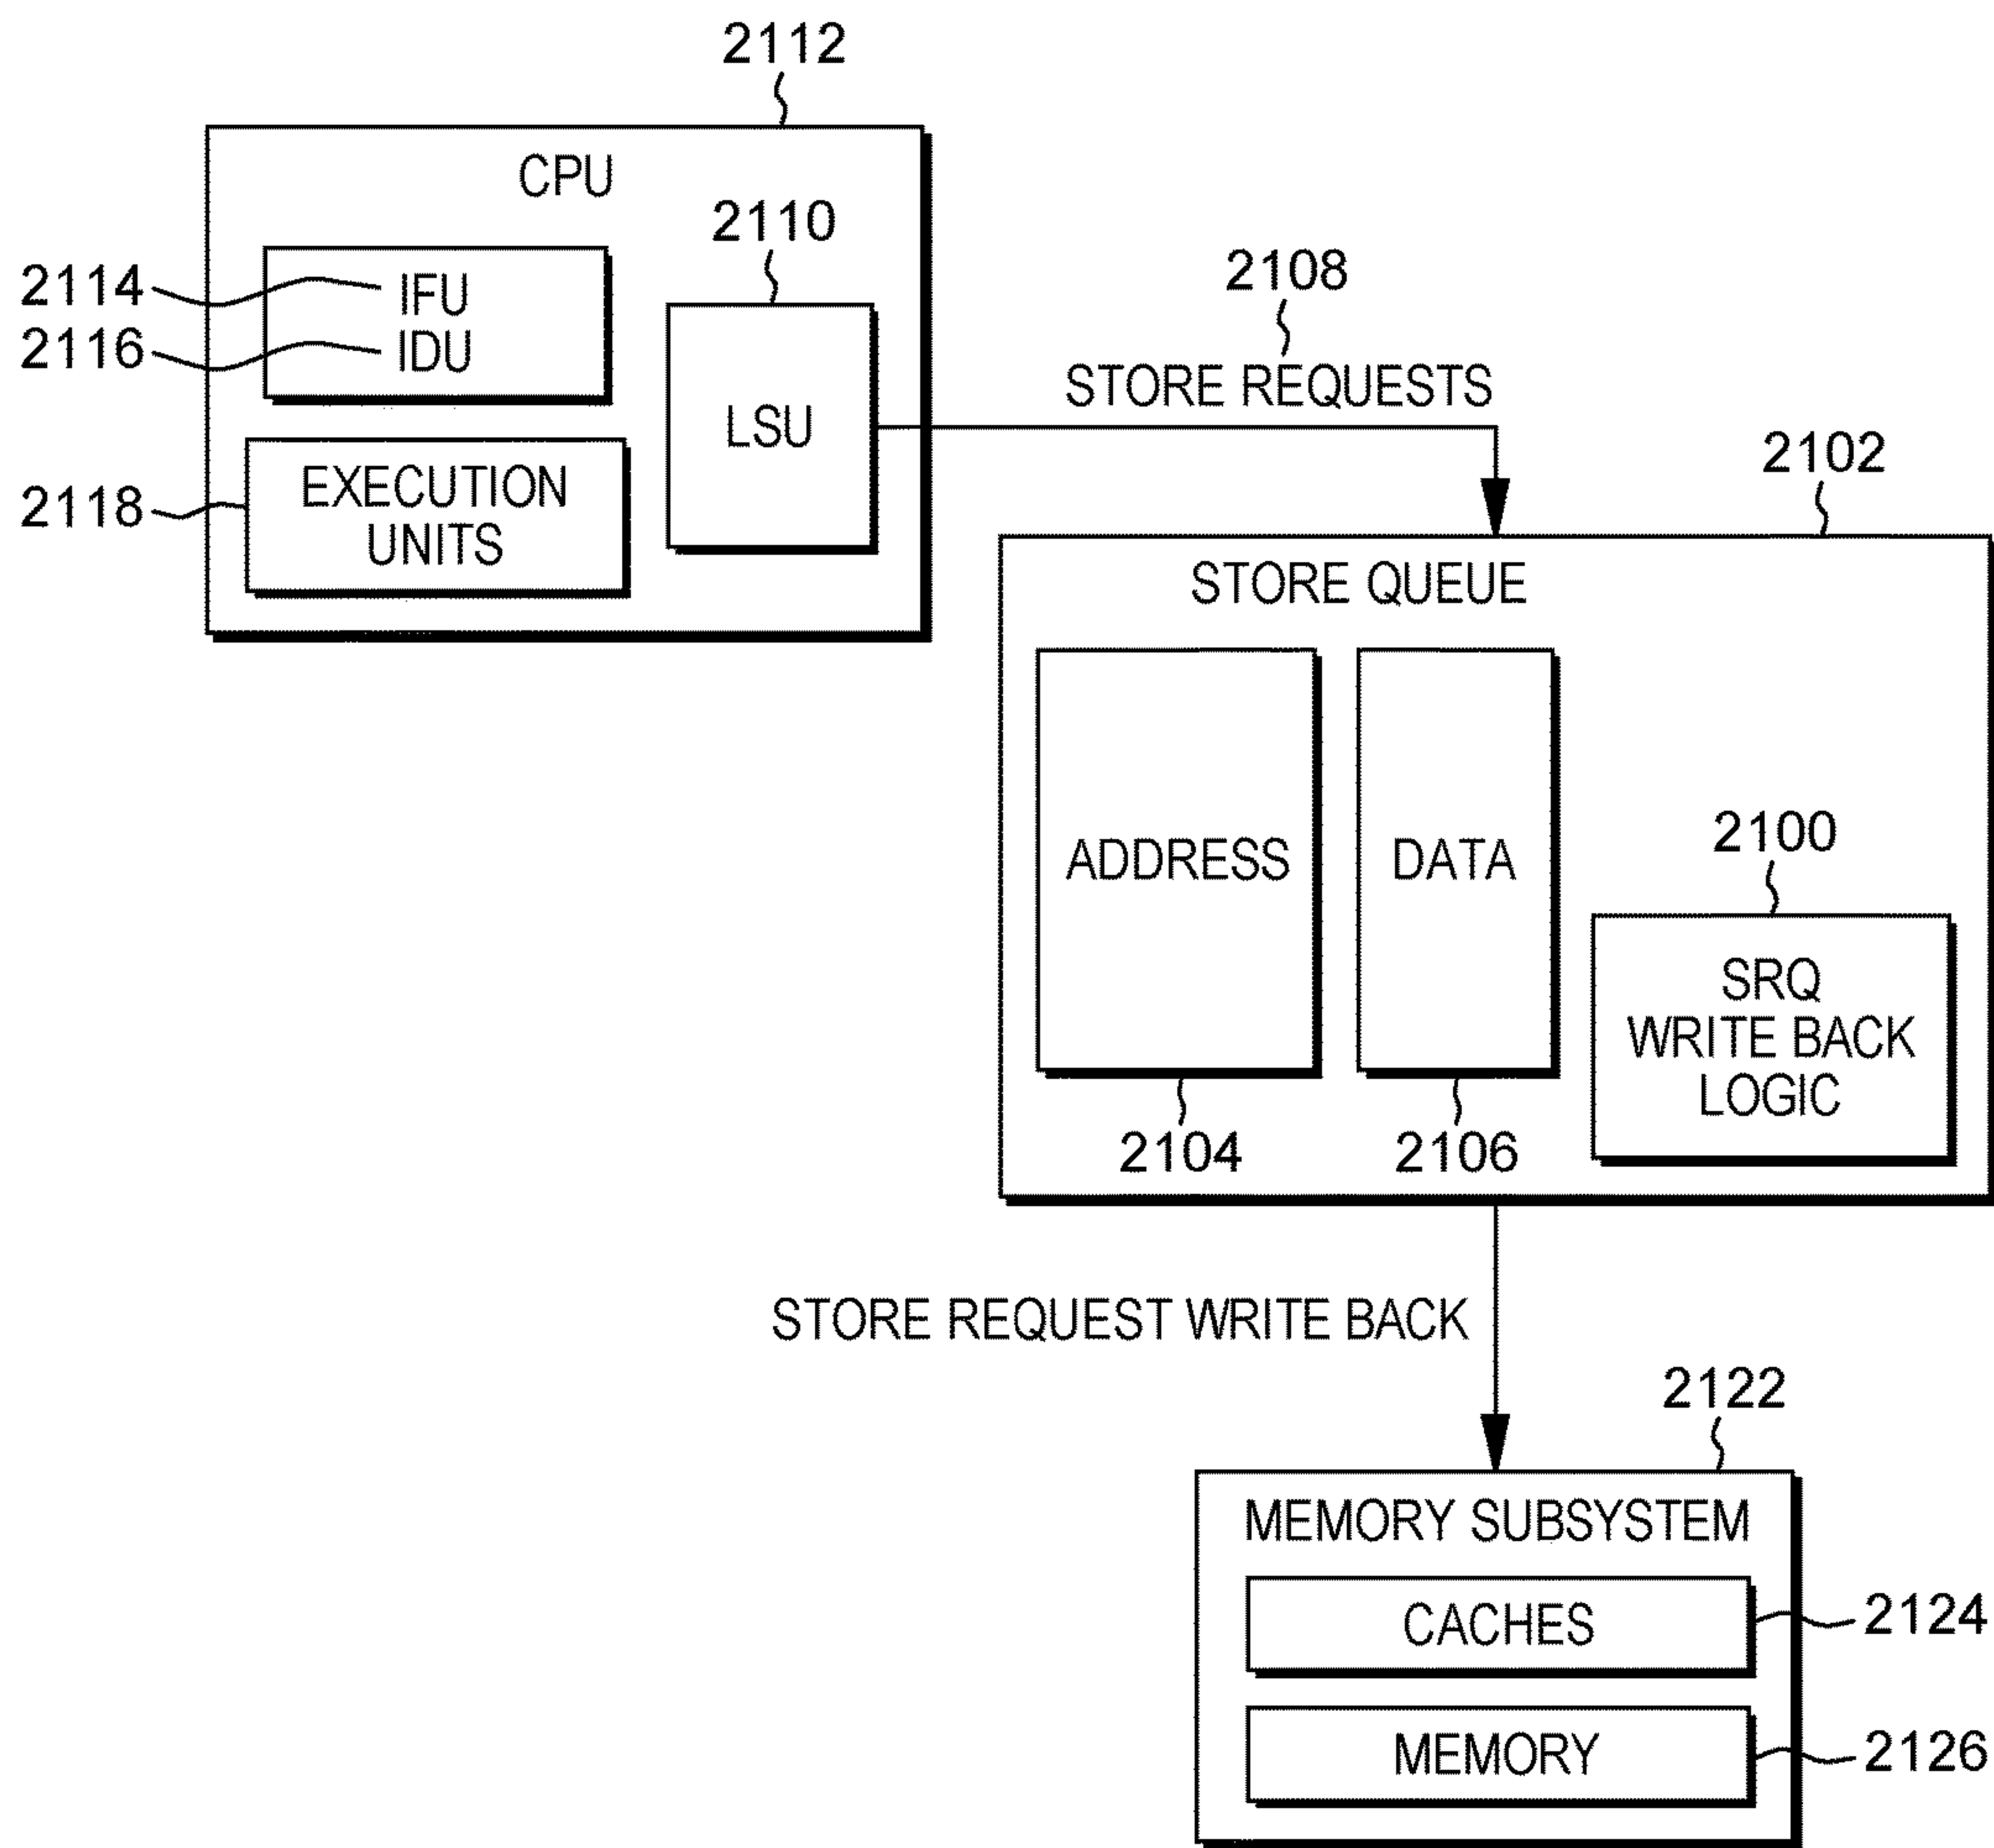 2112
CPU
2110
2108
2114
IFU
2116
IDU
STORE REQUESTS
LSU
2102
2118
EXECUTION
UNITS
STORE QUEUE
2100
ADDRESS
DATA
SRQ
WRITE BACK
LOGIC
2104
2106
STORE REQUEST WRITE BACK
2122
MEMORY SUBSYSTEM
CACHES
2124
MEMORY
2126